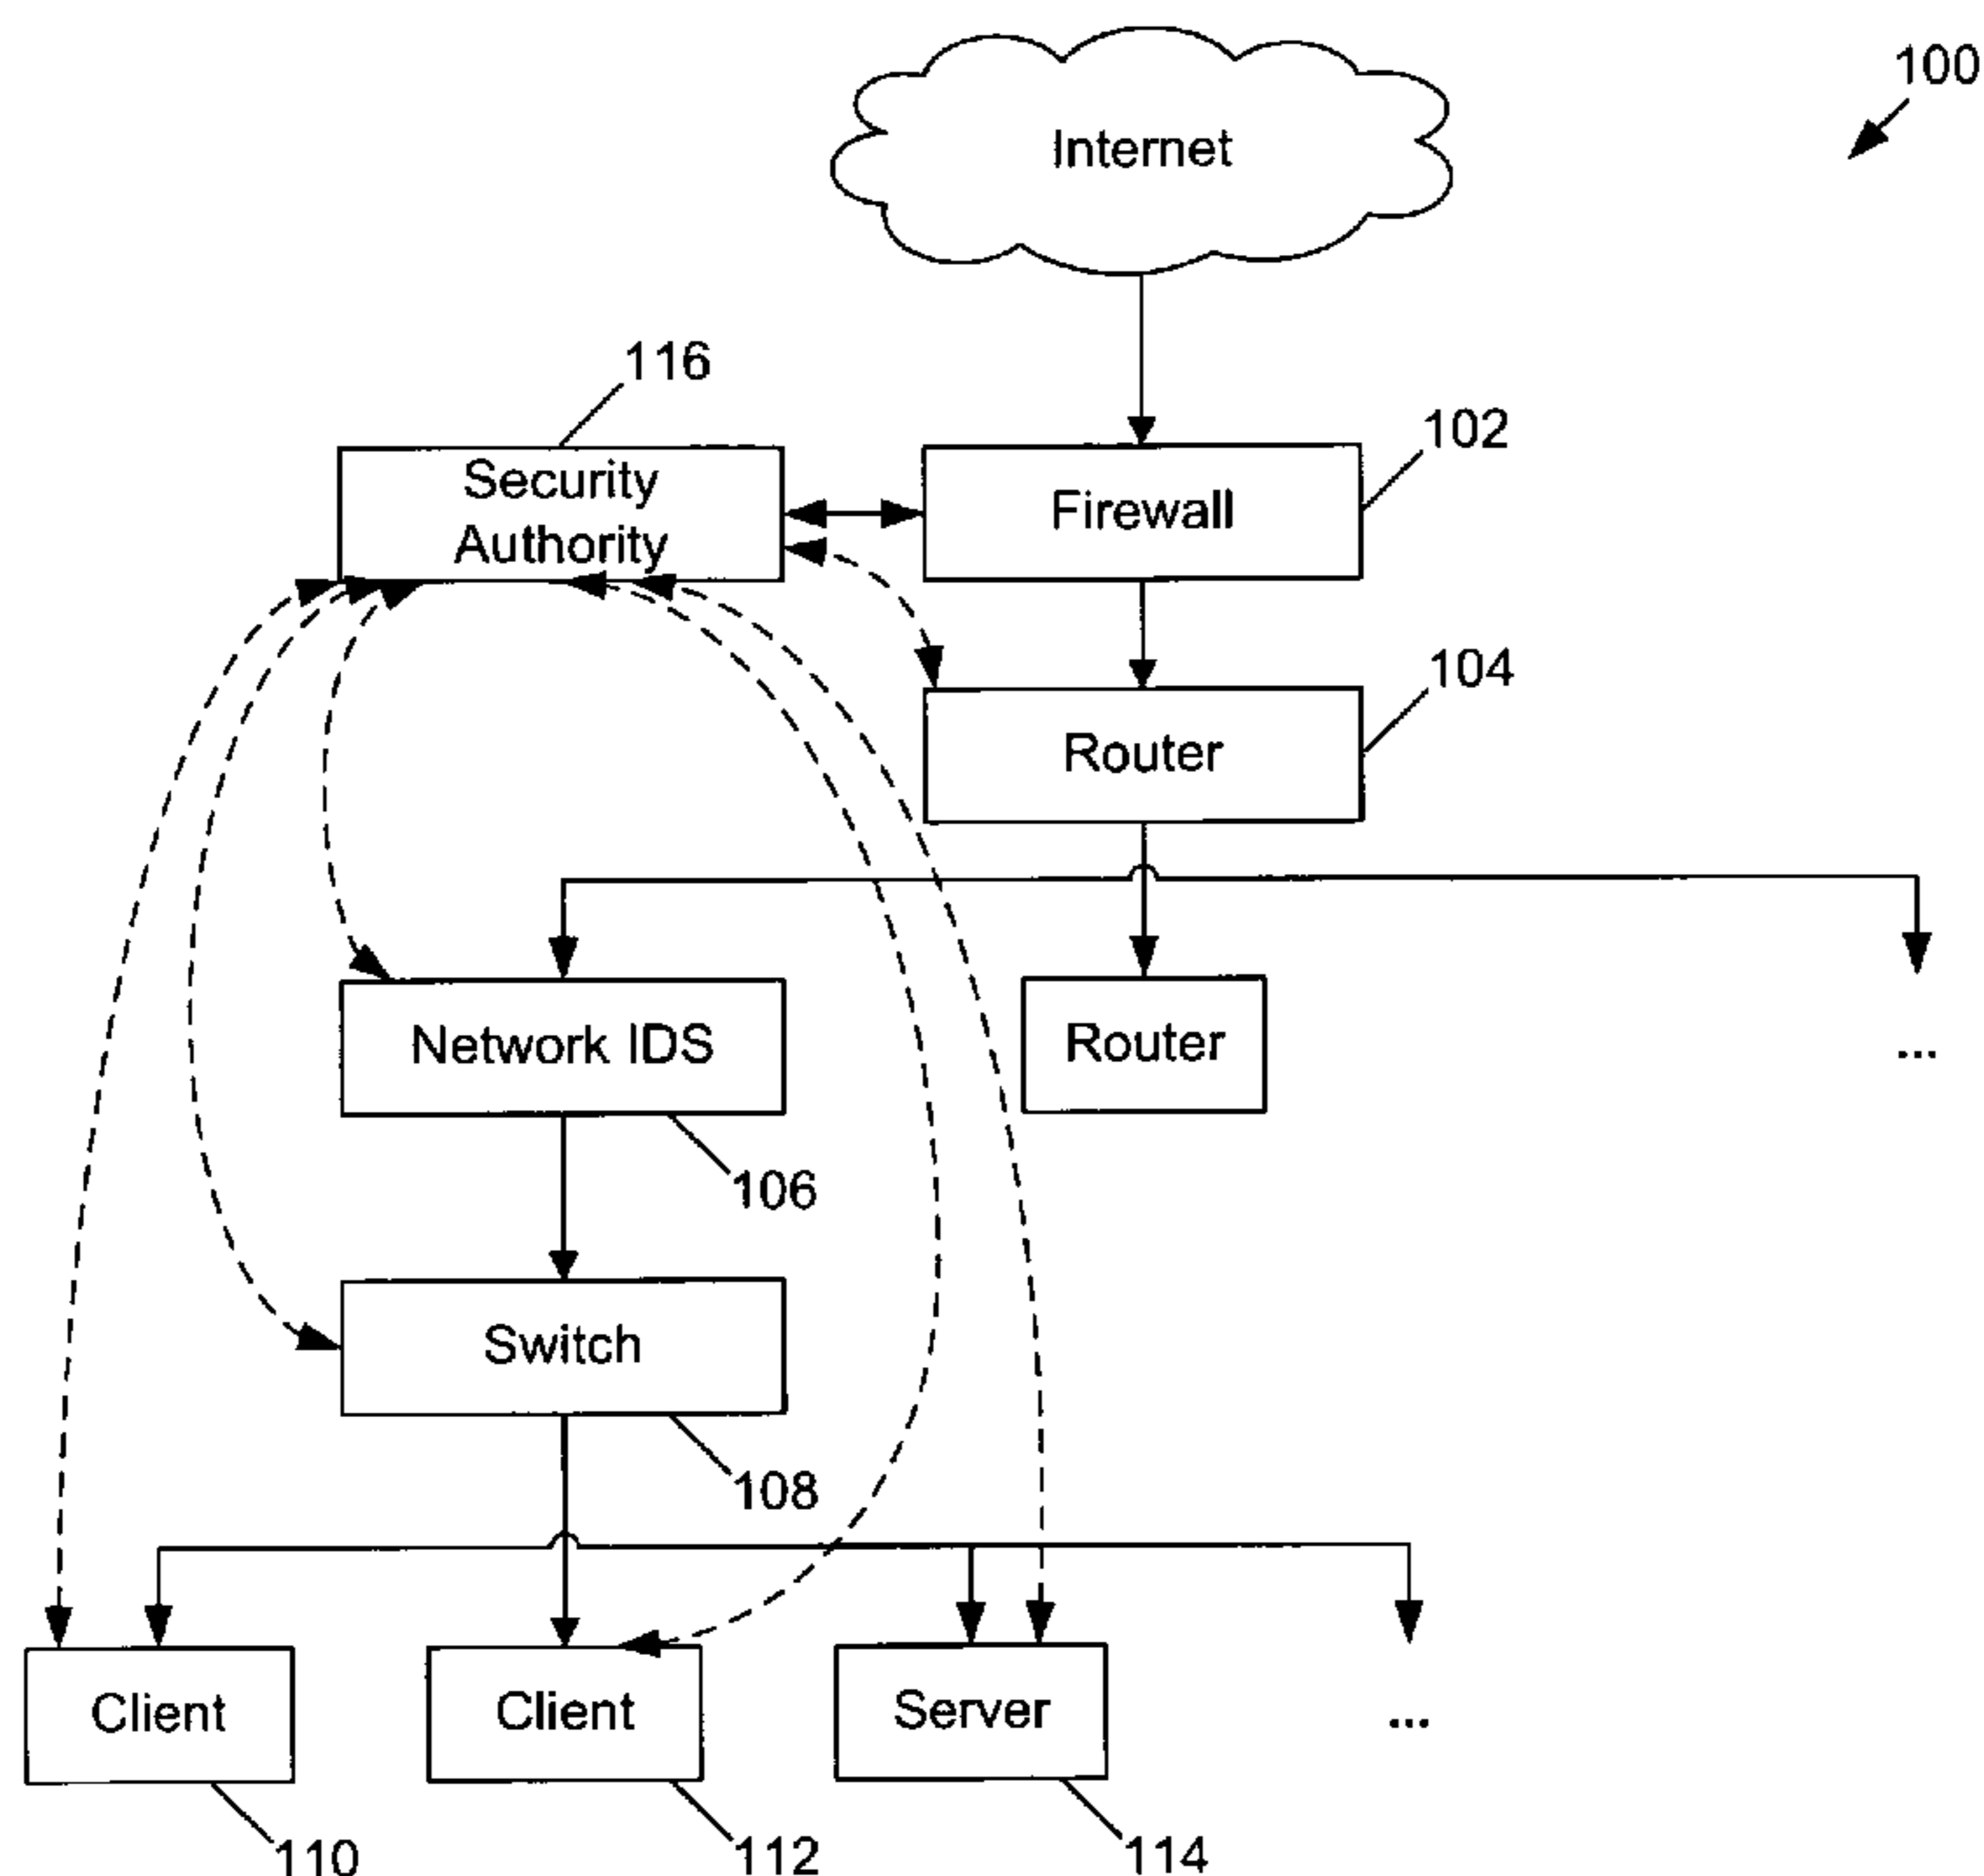 100
Internet
116
102
Security
Authority
Firewall
104
Router
Network IDS
Router
...
106
Switch
108
Client
Client
Server
...
110
112
114